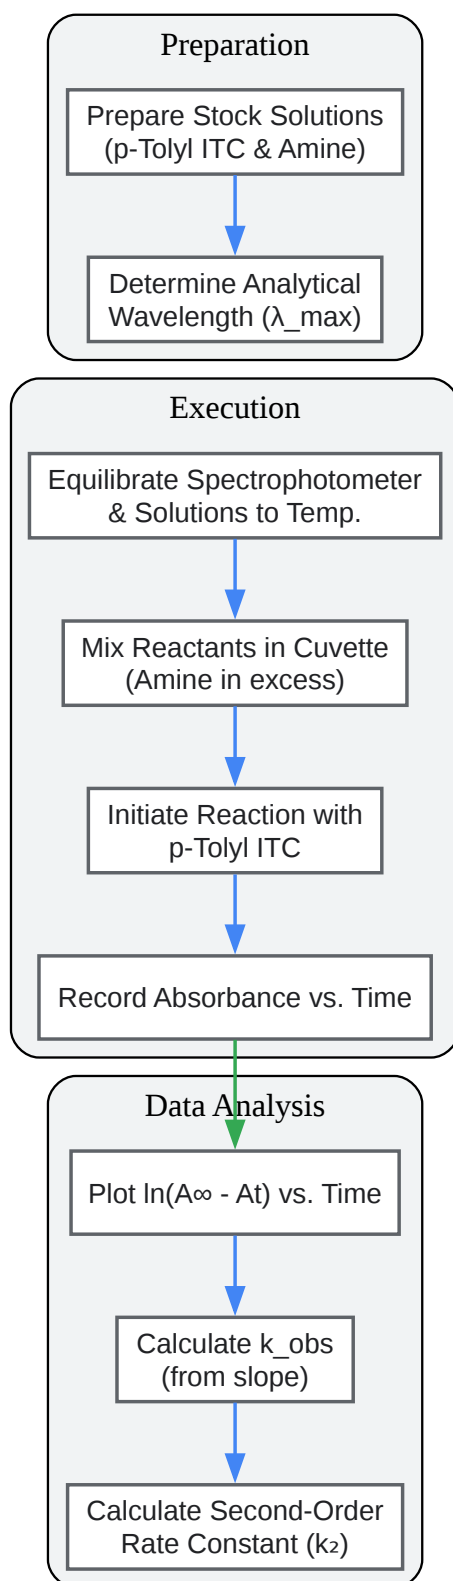 Preparation
Prepare Stock Solutions
(p-Tolyl ITC & Amine)
Determine Analytical
Wavelength (λ_max)
Execution
Equilibrate Spectrophotometer
& Solutions to Temp.
Mix Reactants in Cuvette
(Amine in excess)
Initiate Reaction with
p-Tolyl ITC
Record Absorbance vs. Time
Data Analysis
Plot ln(A∞ - At) vs. Time
Calculate k_obs
(from slope)
Calculate Second-Order
Rate Constant (k₂)